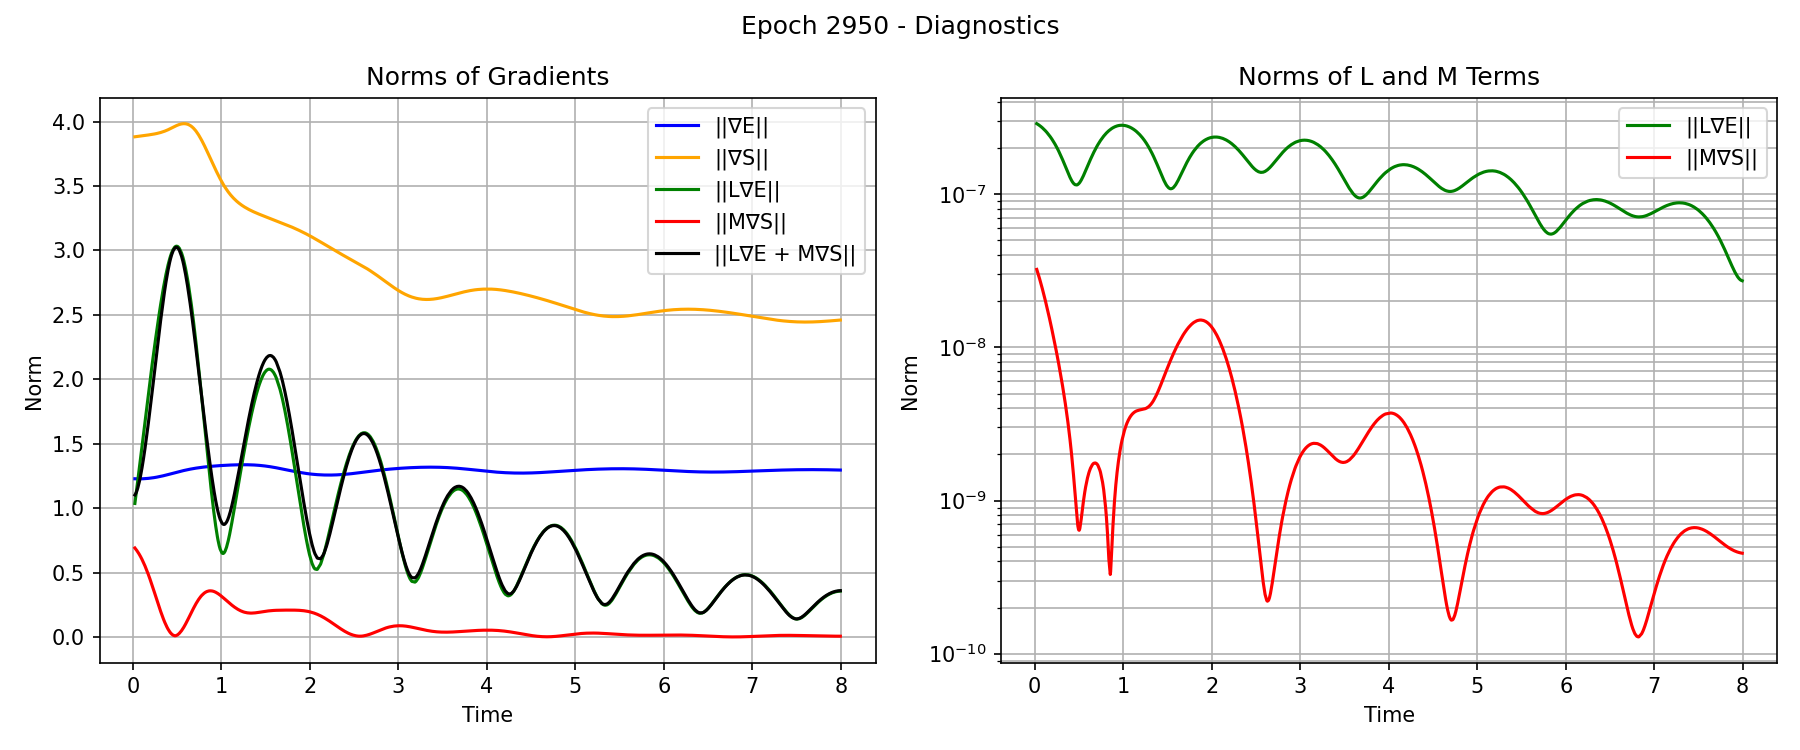 Epoch 2950 - Diagnostics
Norms of Gradients
Norm
4.0
3.5
3.0
2.5
2.0
1.5
1.0
0.5
0.0
||∇E||
||∇S||
||L∇E||
||M∇S||
||L∇E + M∇S||
0 1 2 3 4 5 6 7 8
Time
Norms of L and M Terms
Norm
10⁻⁷
10⁻⁸
10⁻⁹
10⁻¹⁰
||L∇E||
||M∇S||
0 1 2 3 4 5 6 7 8
Time